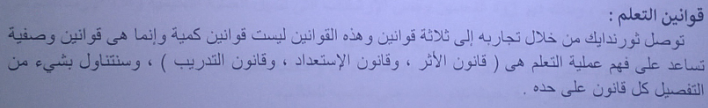 قوانين التعلم :
توصل ثورندايك من خلال تجاربه إلى ثلاثة قوانين وهذه القوانين ليست قوانين كمية وإنما هى قوانين وصفية
تساعد على فهم عملية التعلم هى ( قانون الأثر ، وقانون الإستعداد ، وقانون التدريب ) ، وسنتناول بشيء من
التفصيل كل قانون على حده .